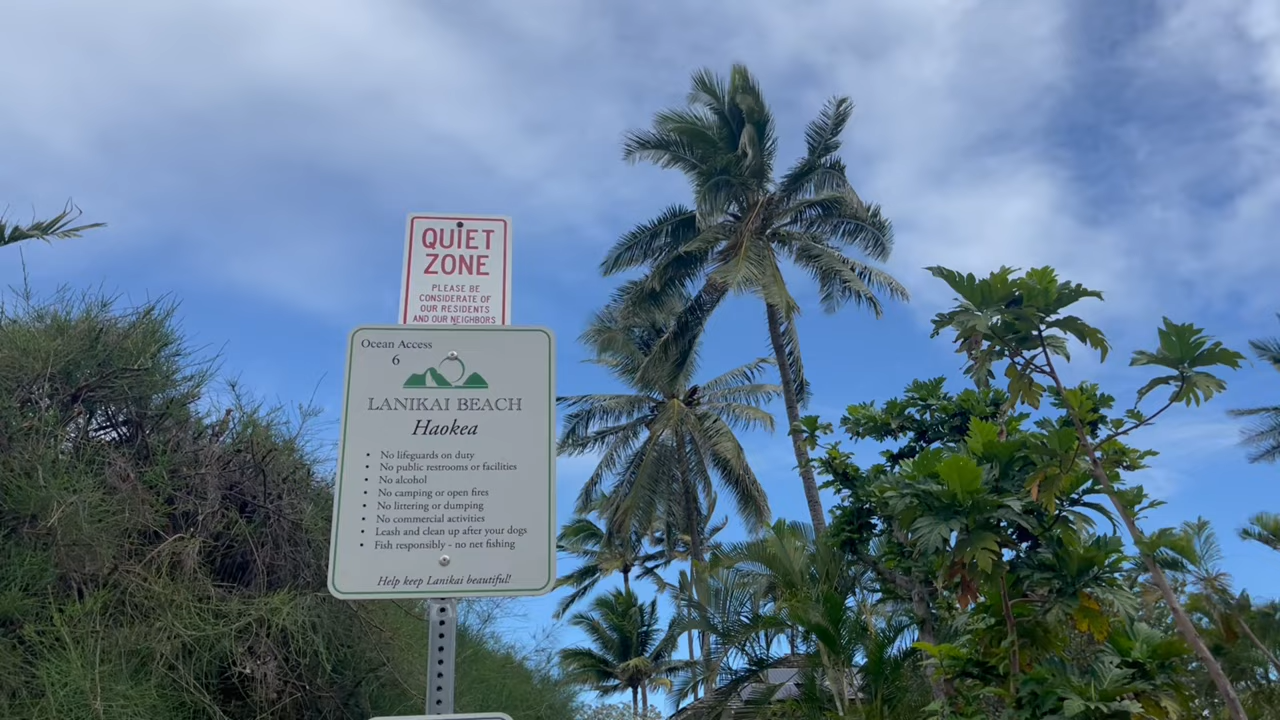 QUIET
ZONE
PLEASE BE
CONSIDERATE OF
OUR RESIDENTS
AND OUR NEIGHBORS
Ocean Access
6
LANIKAI BEACH
Haokea
• No lifeguards on duty
• No public restrooms or facilities
• No alcohol
• No camping or open fires
• No littering or dumping
• No commercial activities
• Leash and clean up after your dogs
• Fish responsibly - no net fishing
Help keep Lanikai beautiful!